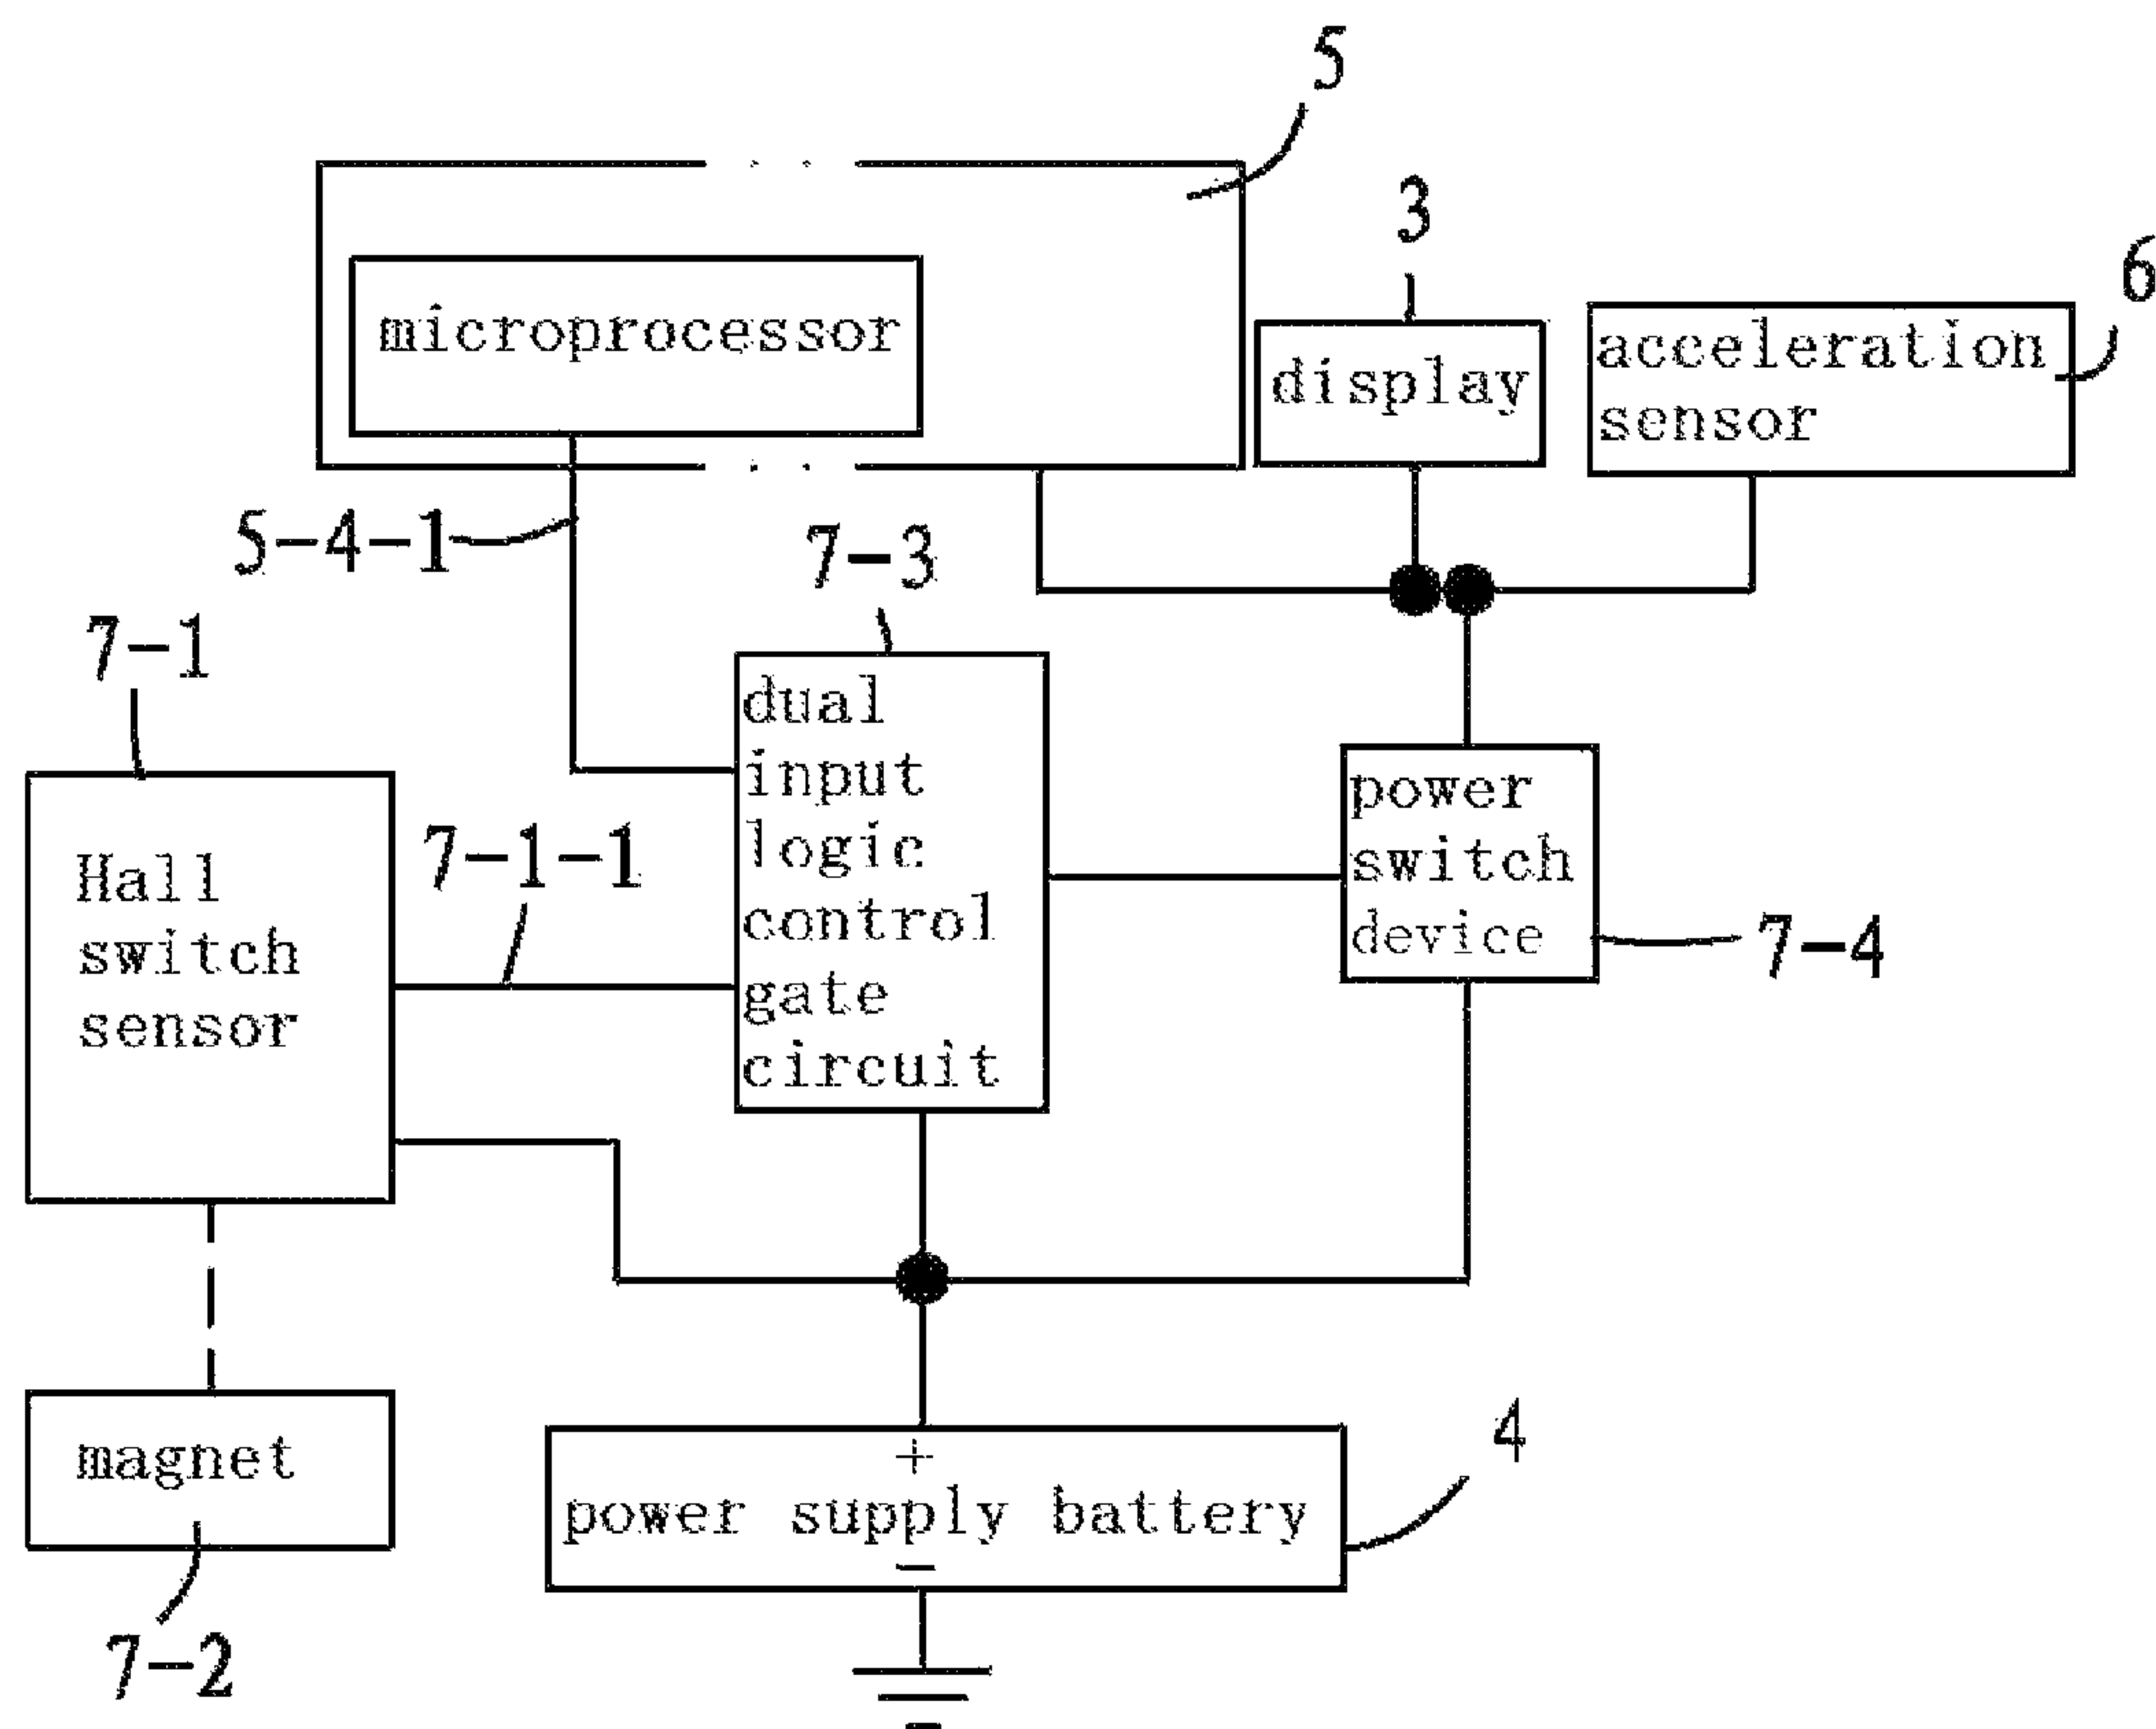 5
3
6
microprocessor
display
acceleration
sensor
5-4-1
7-3
7-1
dual
input
logic
control
gate
circuit
power
switch
device
7-1-1
Hall
switch
sensor
7-4
magnet
7-2
+
power supply battery
-
4